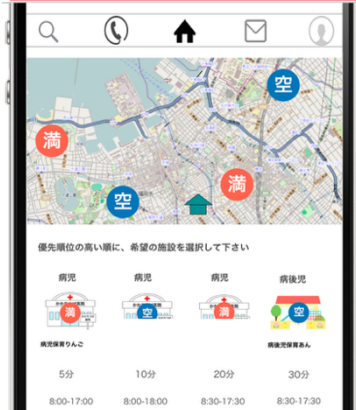 空
満
満
空
優先順位の高い順に、希望の施設を選択して下さい
病児 病児 病児 病後児
満 空 満 空
病児保育りんご 病後児保育あん
5分 10分 20分 30分
8:00-17:00 8:00-18:00 8:30-17:30 8:30-17:30